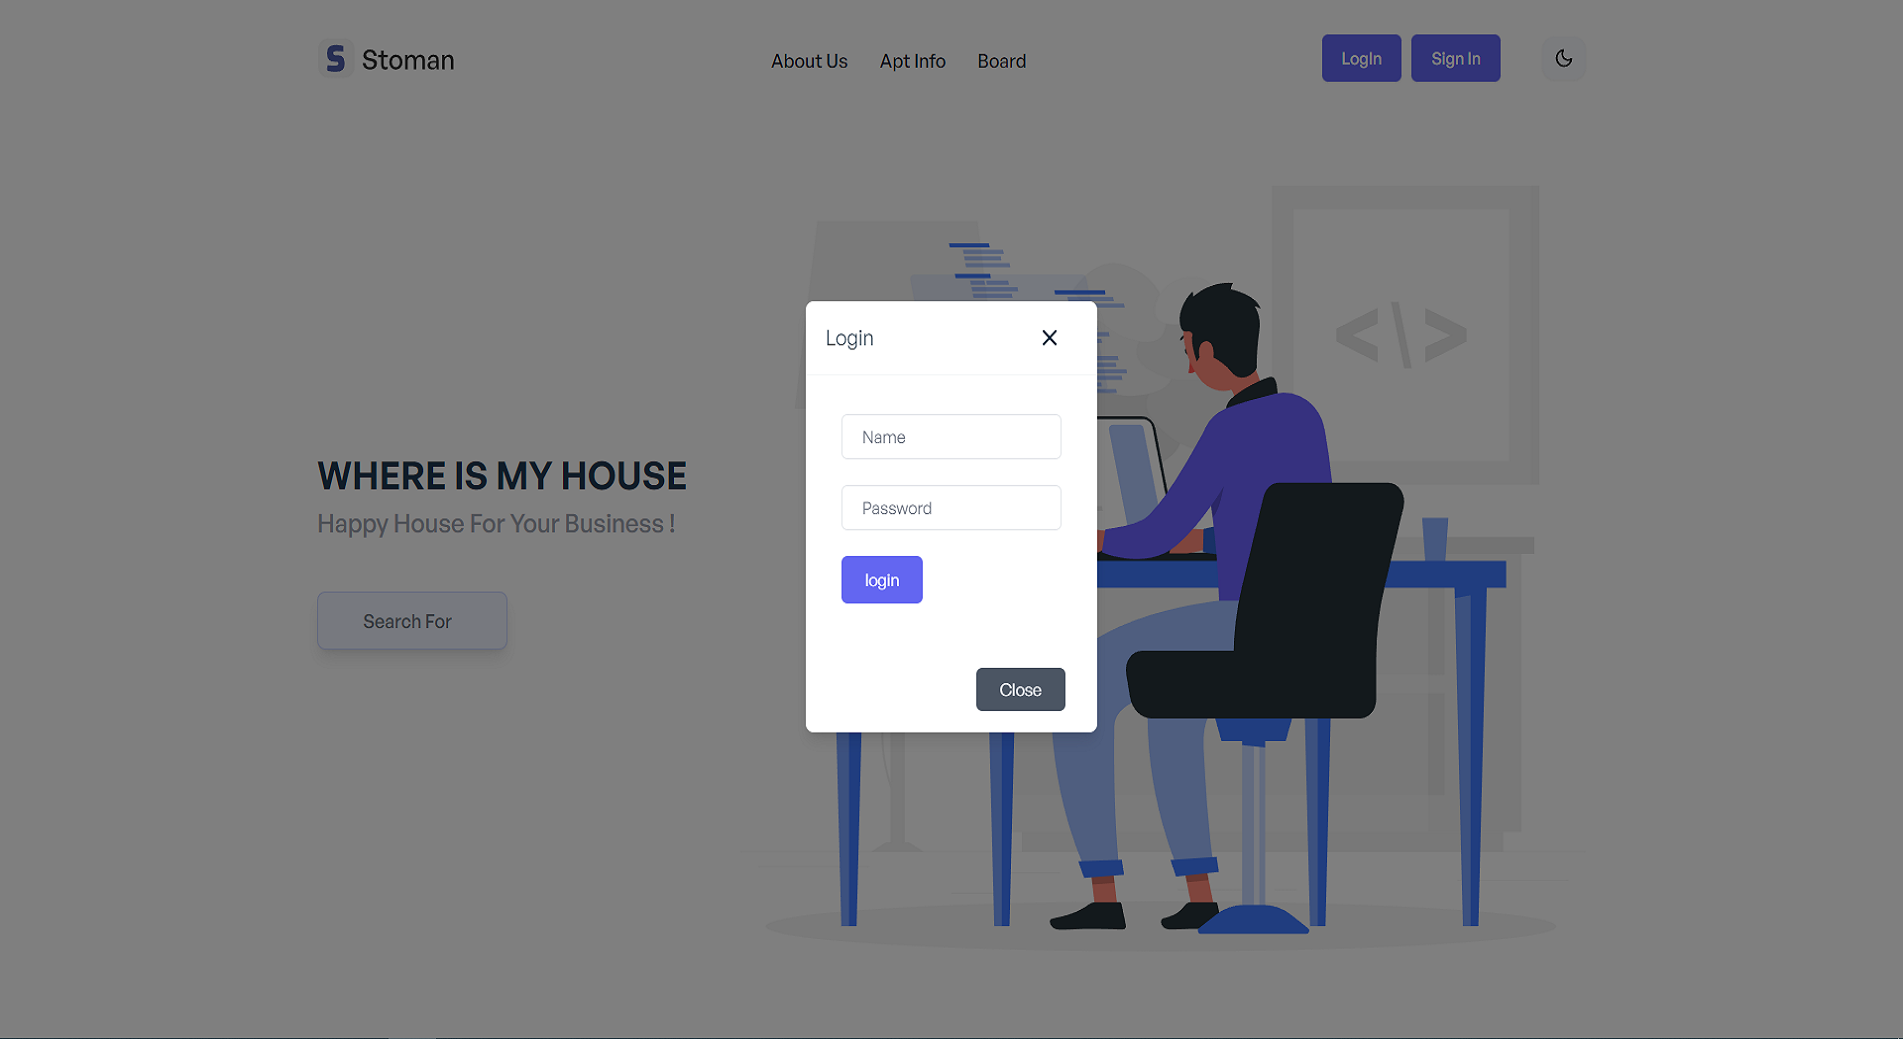 S Stoman
About Us Apt Info Board
LogIn Sign In
WHERE IS MY HOUSE
Happy House For Your Business !
Search For
Login
Name
Password
login
Close
<\>